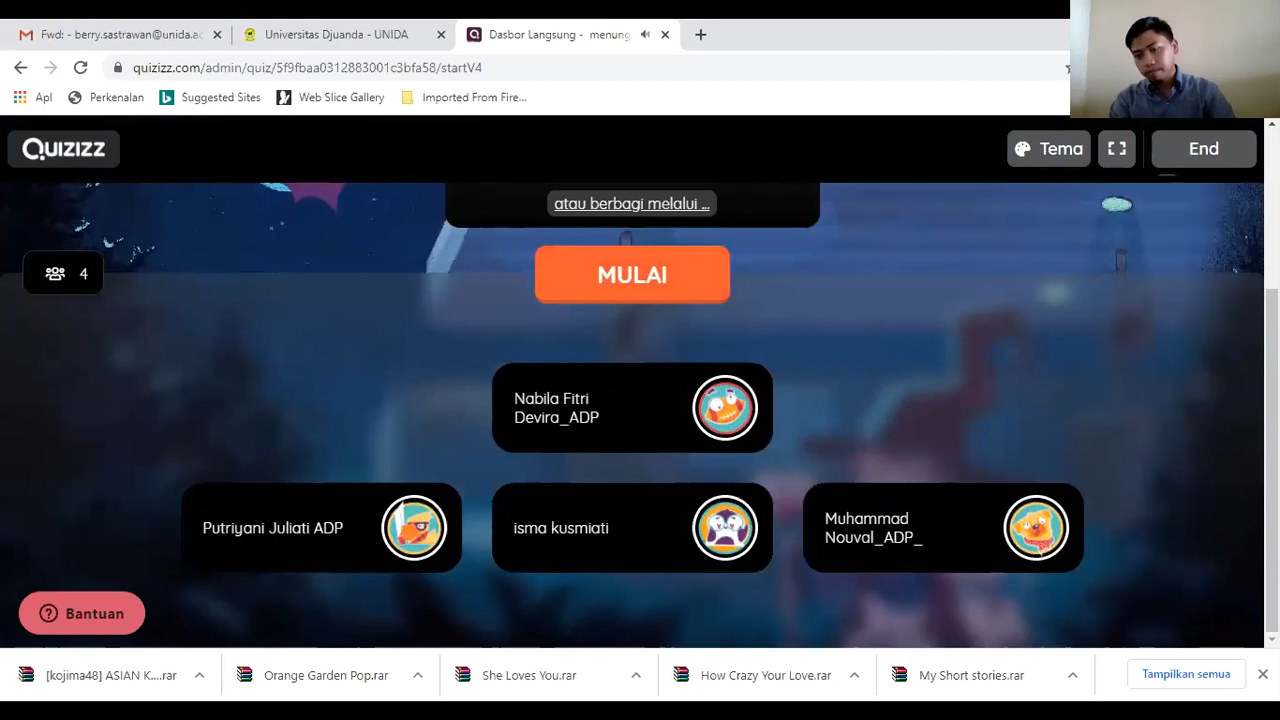 Fwd: - berry.sastrawan@unida.ac
Universitas Djuanda - UNIDA
Dasbor Langsung - menung
quizizz.com/admin/quiz/5f9fbaa0312883001c3bfa58/startV4
Apl
Perkenalan
Suggested Sites
Web Slice Gallery
Imported From Fire...
Quizizz
Tema
End
atau berbagi melalui ...
4
MULAI
Nabila Fitri
Devira_ADP
Putriyani Juliati ADP
isma kusmiati
Muhammad
Nouval_ADP_
Bantuan
[kojima48] ASIAN K....rar
Orange Garden Pop.rar
She Loves You.rar
How Crazy Your Love.rar
My Short stories.rar
Tampilkan semua